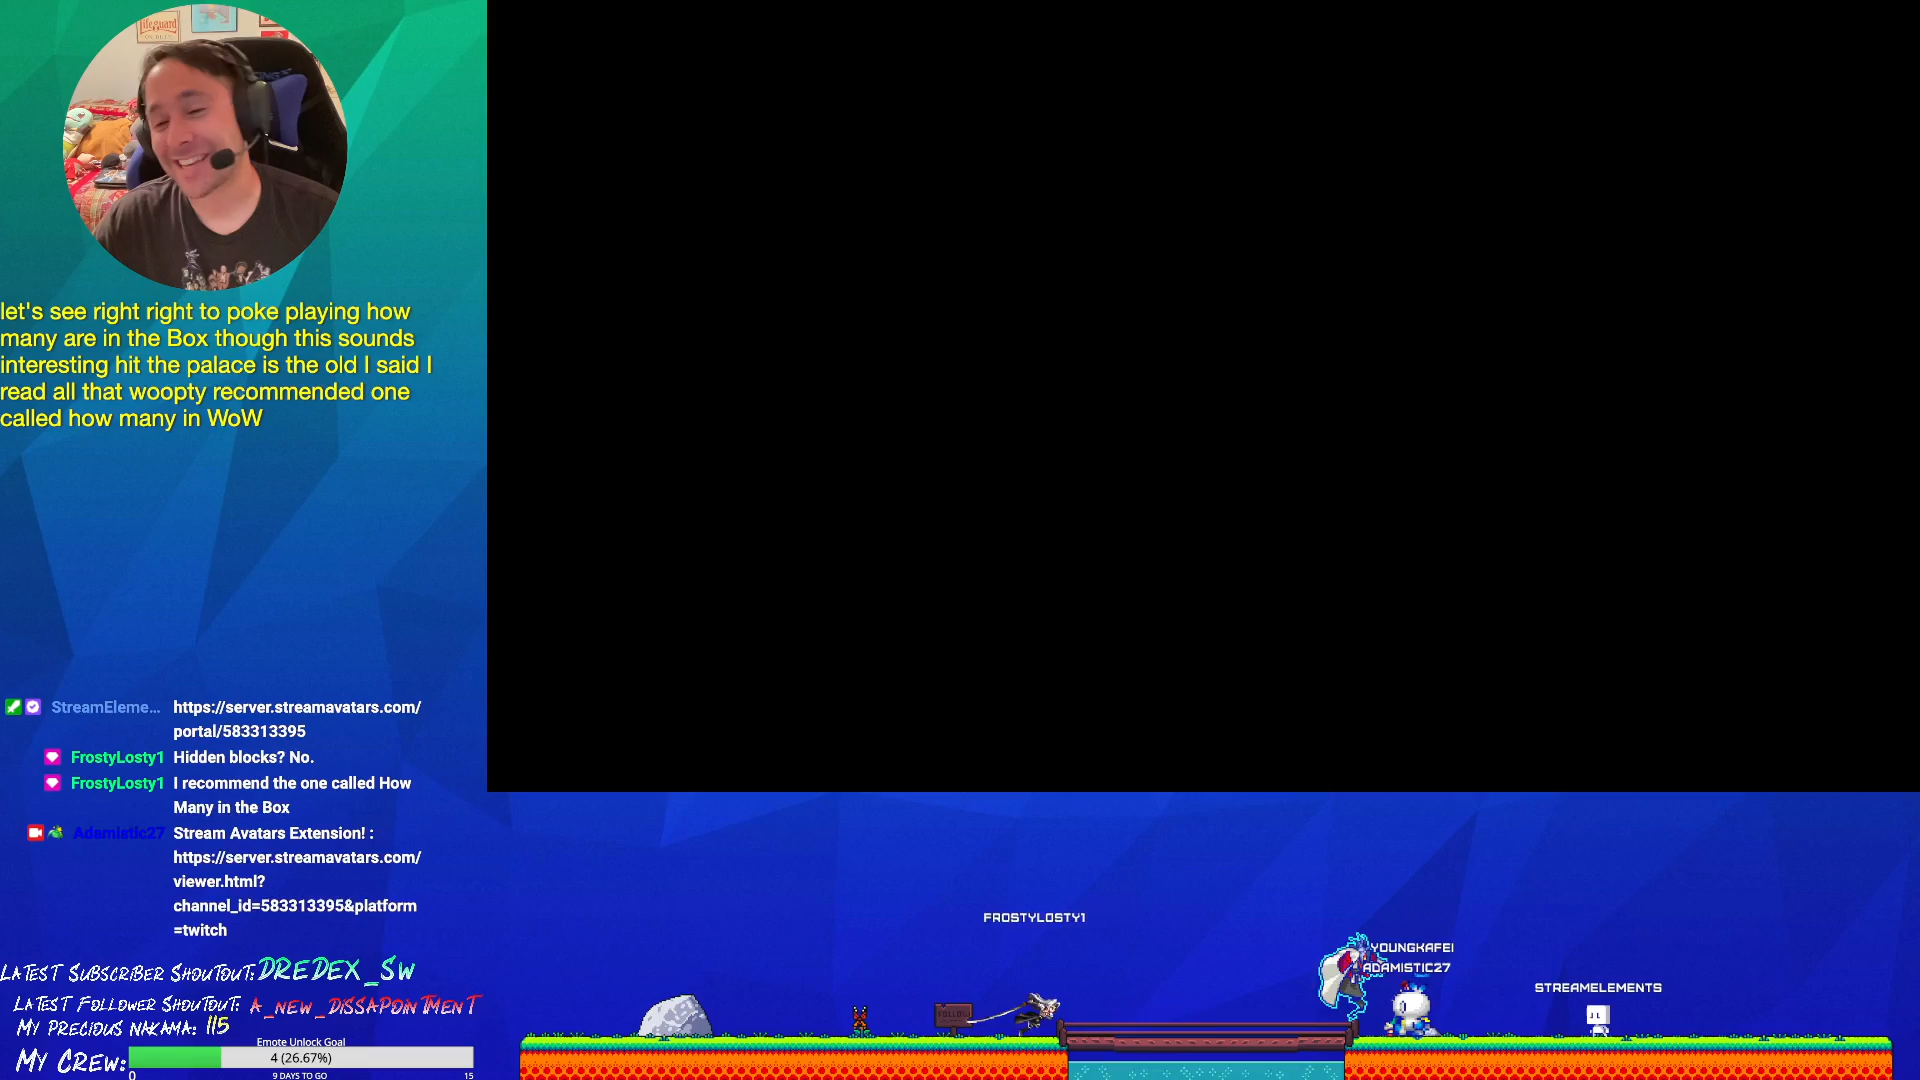 lifeguard
let's see right right to poke playing how
many are in the Box though this sounds
interesting hit the palace is the old I said I
read all that woopty recommended one
called how many in WoW
StreamEleme... https://server.streamavatars.com/
portal/583313395
FrostyLosty1 Hidden blocks? No.
FrostyLosty1 I recommend the one called How
Many in the Box
Adamistic27 Stream Avatars Extension! :
https://server.streamavatars.com/
viewer.html?
channel_id=583313395&platform
=twitch
LATEST SUBSCRIBER SHOUTOUT: DREDEX_SW
LATEST FOLLOWER SHOUTOUT: A_NEW_DISSAPOINTMENT
MY PRECIOUS NAKAMA: 115
Emote Unlock Goal
MY CREW: 4 (26.67%)
0 9 DAYS TO GO 15
FROSTYLOSTY1
FOLLOW
YOUNGKAFEI
ADAMISTIC27
STREAMELEMENTS